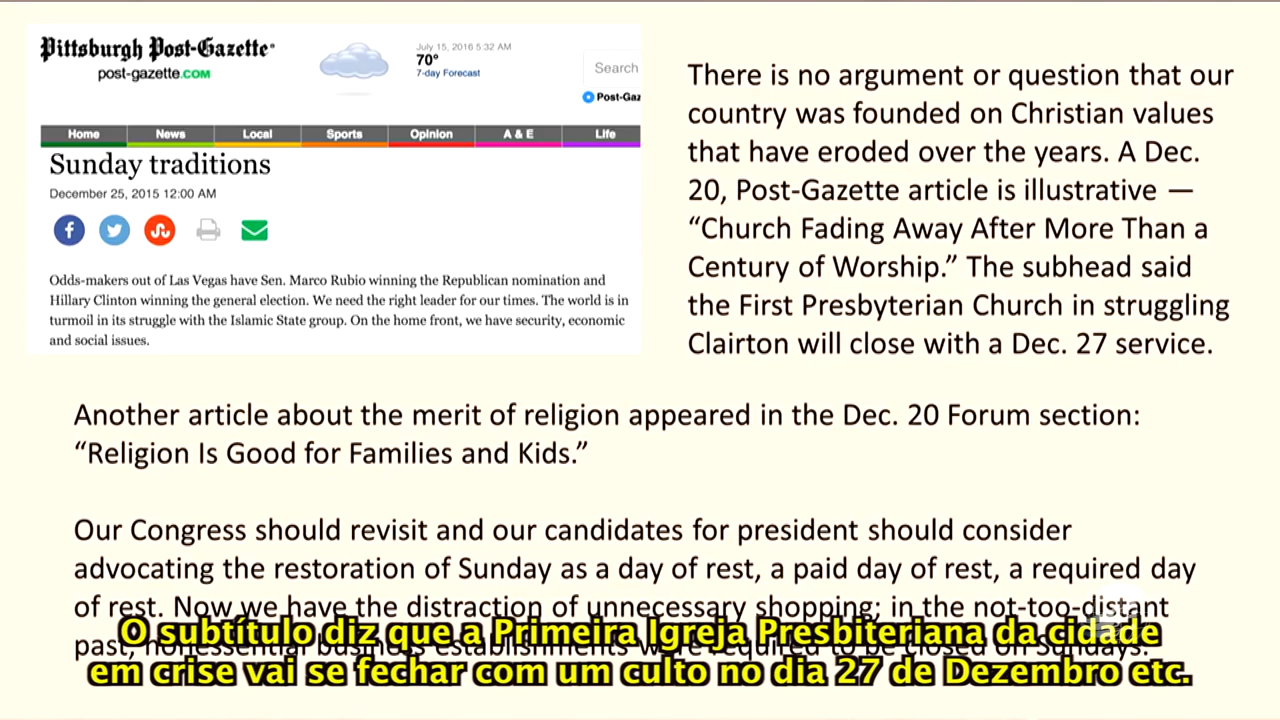 Pittsburgh Post-Gazette
post-gazette.COM
July 15, 2016 5:32 AM
70°
7-day Forecast
Search
Post-Gaz
Home News Local Sports Opinion A & E Life
Sunday traditions
December 25, 2015 12:00 AM
Odds-makers out of Las Vegas have Sen. Marco Rubio winning the Republican nomination and
Hillary Clinton winning the general election. We need the right leader for our times. The world is in
turmoil in its struggle with the Islamic State group. On the home front, we have security, economic
and social issues.
There is no argument or question that our
country was founded on Christian values
that have eroded over the years. A Dec.
20, Post-Gazette article is illustrative —
“Church Fading Away After More Than a
Century of Worship.” The subhead said
the First Presbyterian Church in struggling
Clairton will close with a Dec. 27 service.
Another article about the merit of religion appeared in the Dec. 20 Forum section:
“Religion Is Good for Families and Kids.”
Our Congress should revisit and our candidates for president should consider
advocating the restoration of Sunday as a day of rest, a paid day of rest, a required day
of rest. Now we have the distraction of unnecessary shopping; in the not-too-distant
past, nonessential business establishments were required to be closed on Sundays.
O subtítulo diz que a Primeira Igreja Presbiteriana da cidade
em crise vai se fechar com um culto no dia 27 de Dezembro etc.